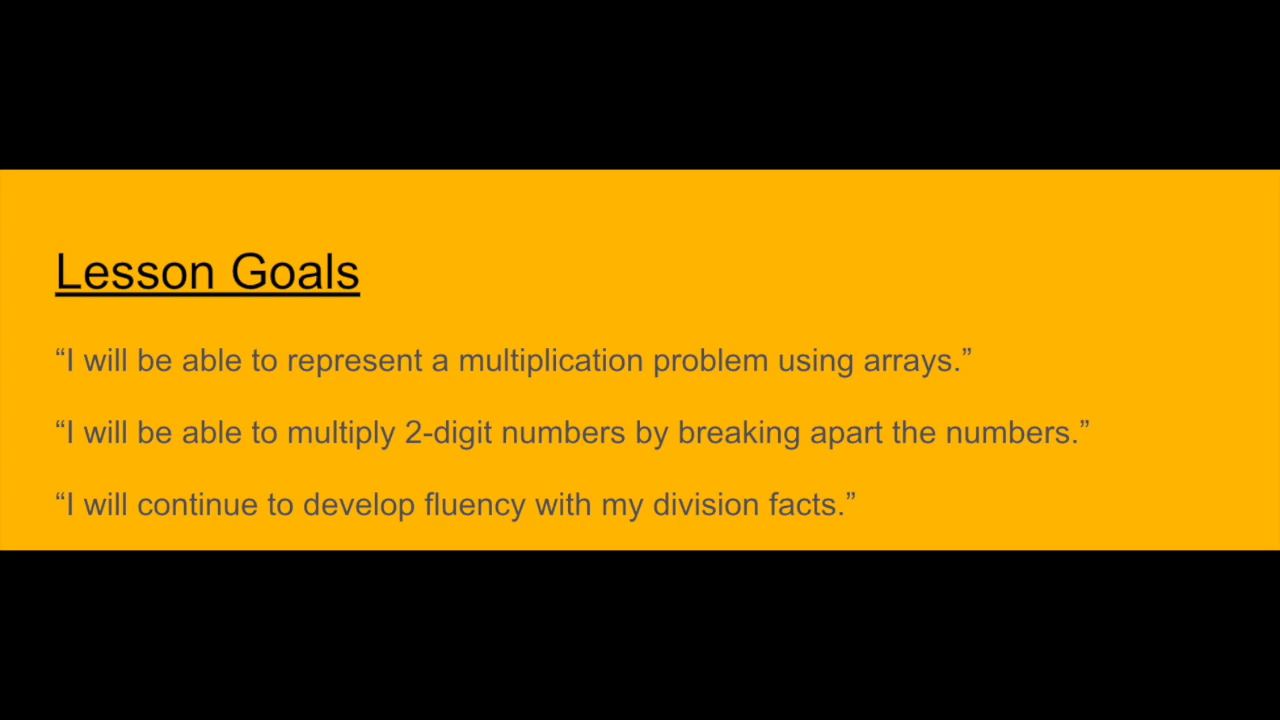 Lesson Goals
“I will be able to represent a multiplication problem using arrays.”
“I will be able to multiply 2-digit numbers by breaking apart the numbers.”
“I will continue to develop fluency with my division facts.”